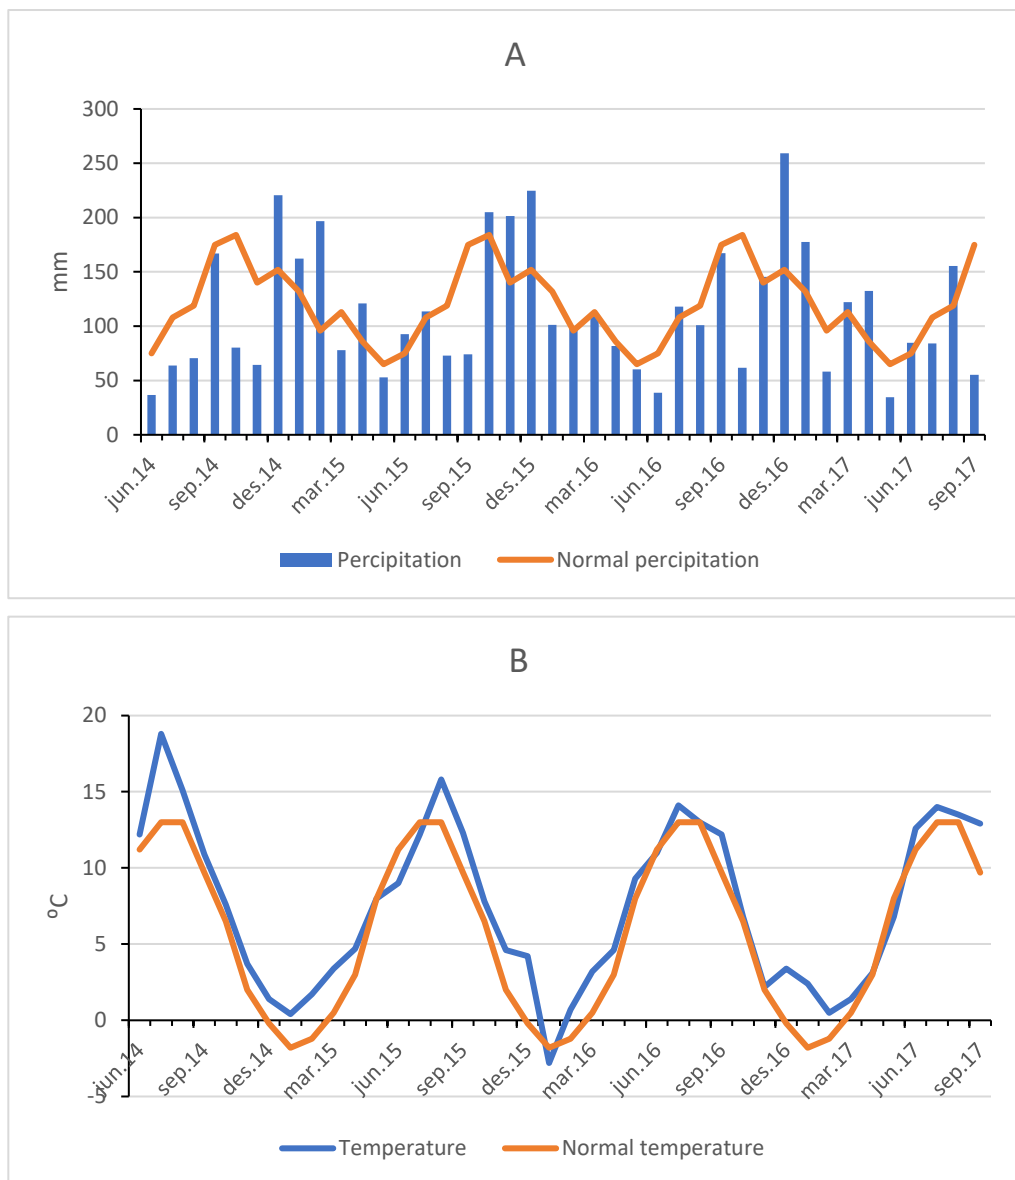 A
300
250
200
150
100
50
0
mm
jun.14 sep.14 des.14 mar.15 jun.15 sep.15 des.15 mar.16 jun.16 sep.16 des.16 mar.17 jun.17 sep.17
Percipitation Normal percipitation
B
20
15
10
5
0
-5
ºC
jun.14 sep.14 des.14 mar.15 jun.15 sep.15 des.15 mar.16 jun.16 sep.16 des.16 mar.17 jun.17 sep.17
Temperature Normal temperature